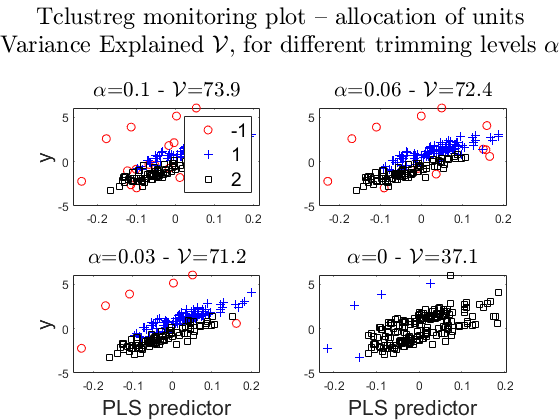 Tclustreg monitoring plot – allocation of units
Variance Explained 𝒱, for different trimming levels α
α=0.1 - 𝒱=73.9
α=0.06 - 𝒱=72.4
y
5
0
-5
-1
1
2
5
0
-5
-0.2 -0.1 0 0.1 0.2
-0.2 -0.1 0 0.1 0.2
α=0.03 - 𝒱=71.2
α=0 - 𝒱=37.1
y
5
0
-5
5
0
-5
-0.2 -0.1 0 0.1 0.2
-0.2 -0.1 0 0.1 0.2
PLS predictor
PLS predictor